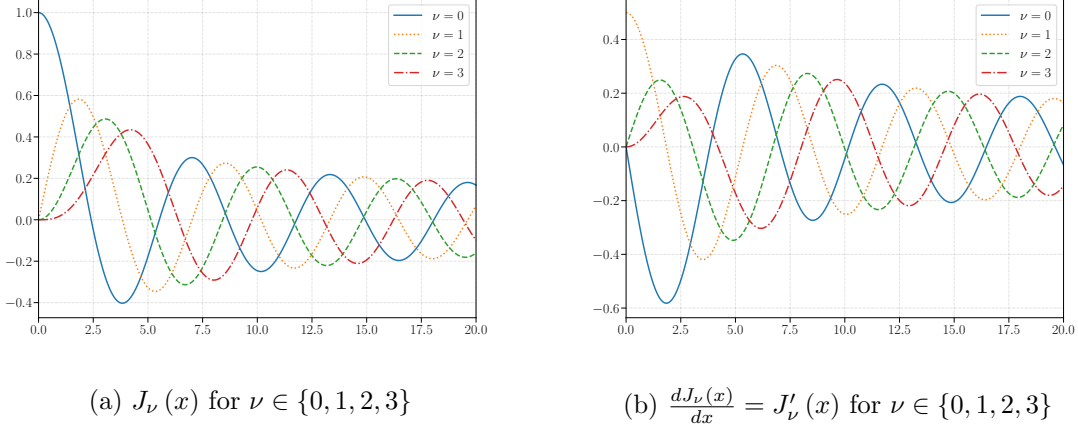 1.0
0.8
0.6
0.4
0.2
0.0
−0.2
−0.4
0.0 2.5 5.0 7.5 10.0 12.5 15.0 17.5 20.0
ν = 0
ν = 1
ν = 2
ν = 3
(a) J_ν (x) for ν ∈ {0, 1, 2, 3}
0.4
0.2
0.0
−0.2
−0.4
−0.6
0.0 2.5 5.0 7.5 10.0 12.5 15.0 17.5 20.0
ν = 0
ν = 1
ν = 2
ν = 3
(b) dJ_ν(x)/dx = J′_ν (x) for ν ∈ {0, 1, 2, 3}